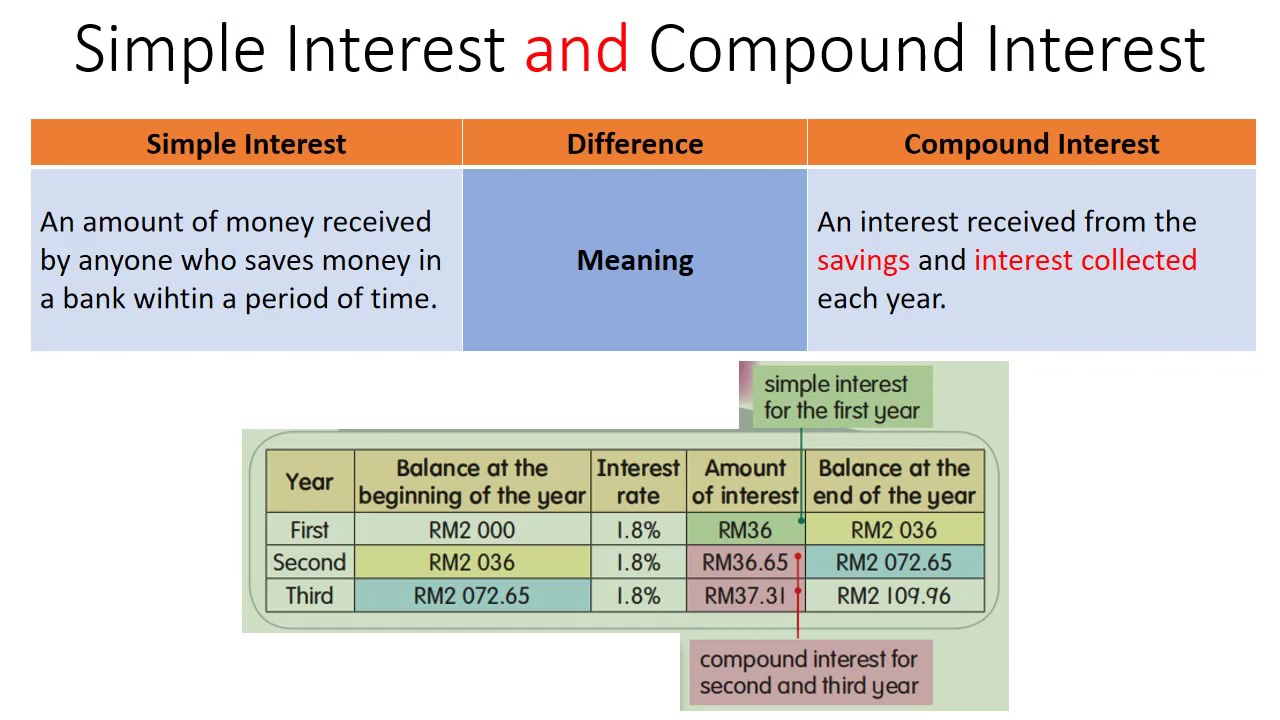 Simple Interest and Compound Interest
Simple Interest Difference Compound Interest
An amount of money received
by anyone who saves money in
a bank wihtin a period of time.
Meaning
An interest received from the
savings and interest collected
each year.
simple interest
for the first year
Year
Balance at the
beginning of the year
Interest
rate
Amount
of interest
Balance at the
end of the year
First RM2 000 1.8% RM36 RM2 036
Second RM2 036 1.8% RM36.65 RM2 072.65
Third RM2 072.65 1.8% RM37.31 RM2 109.96
compound interest for
second and third year